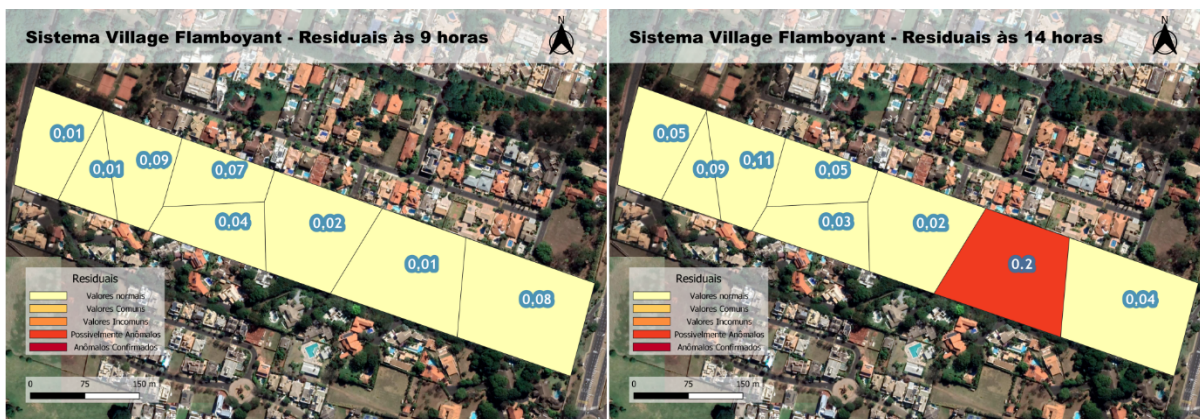 Sistema Village Flamboyant - Residuais às 9 horas
N
0,01
0,01
0,09
0,07
0,04
0,02
0,01
0,08
Residuais
Valores normais
Valores Comuns
Valores Incomuns
Possivelmente Anômalos
Anômalos Confirmados
0 75 150 m
Sistema Village Flamboyant - Residuais às 14 horas
N
0,05
0,09
0,11
0,05
0,03
0,02
0.2
0,04
Residuais
Valores normais
Valores Comuns
Valores Incomuns
Possivelmente Anômalos
Anômalos Confirmados
0 75 150 m